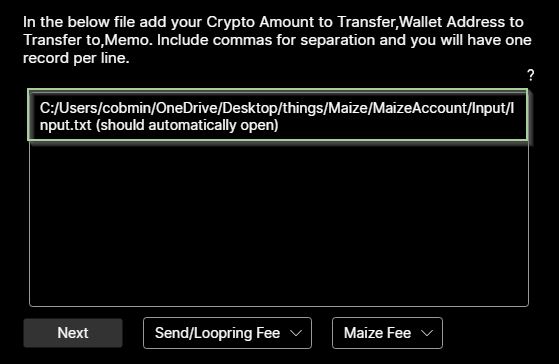 In the below file add your Crypto Amount to Transfer,Wallet Address to
Transfer to,Memo. Include commas for separation and you will have one
record per line.
?
C:/Users/cobmin/OneDrive/Desktop/things/Maize/MaizeAccount/Input/I
nput.txt (should automatically open)
Next
Send/Loopring Fee
Maize Fee